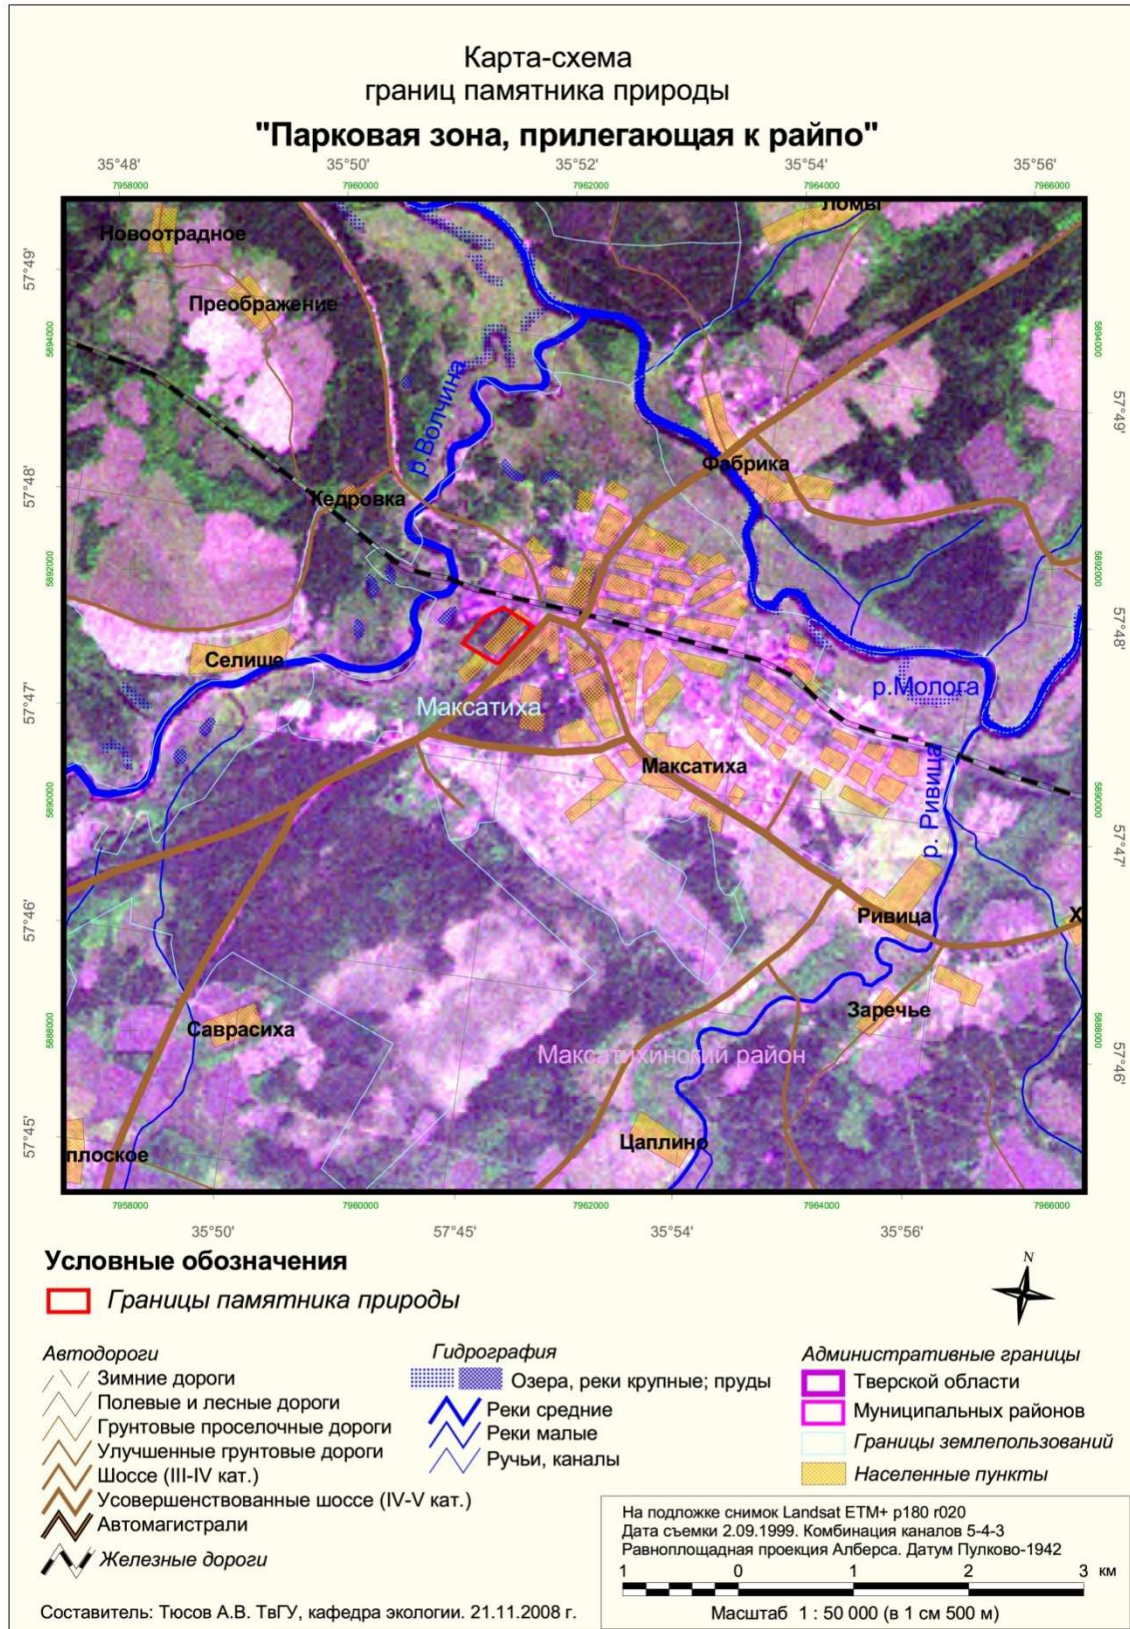 Карта-схема
границ памятника природы
"Парковая зона, прилегающая к райпо"
35°48' 35°50' 35°52' 35°54' 35°56'
7958000 7960000 7962000 7964000 7966000
57°49'
5894000
57°48'
5892000
57°47'
5890000
57°46'
5888000
57°45'
5894000
57°49'
5892000
57°48'
5890000
57°47'
5888000
57°46'
Ломы
Новоотрадное
Преображение
р.Волчина
Фабрика
Кедровка
Селище
р.Молога
Максатиха
Максатиха
р. Ривица
Ривица
Х
Заречье
Саврасиха
Максатихинский район
Цаплино
плоское
7958000 7960000 7962000 7964000 7966000
35°50' 57°45' 35°54' 35°56'
Условные обозначения
N
Границы памятника природы
Автодороги
Зимние дороги
Полевые и лесные дороги
Грунтовые проселочные дороги
Улучшенные грунтовые дороги
Шоссе (III-IV кат.)
Усовершенствованные шоссе (IV-V кат.)
Автомагистрали
Железные дороги
Гидрография
Озера, реки крупные; пруды
Реки средние
Реки малые
Ручьи, каналы
Административные границы
Тверской области
Муниципальных районов
Границы землепользований
Населенные пункты
На подложке снимок Landsat ETM+ p180 r020
Дата съемки 2.09.1999. Комбинация каналов 5-4-3
Равноплощадная проекция Алберса. Датум Пулково-1942
1 0 1 2 3 км
Масштаб 1 : 50 000 (в 1 см 500 м)
Составитель: Тюсов А.В. ТвГУ, кафедра экологии. 21.11.2008 г.